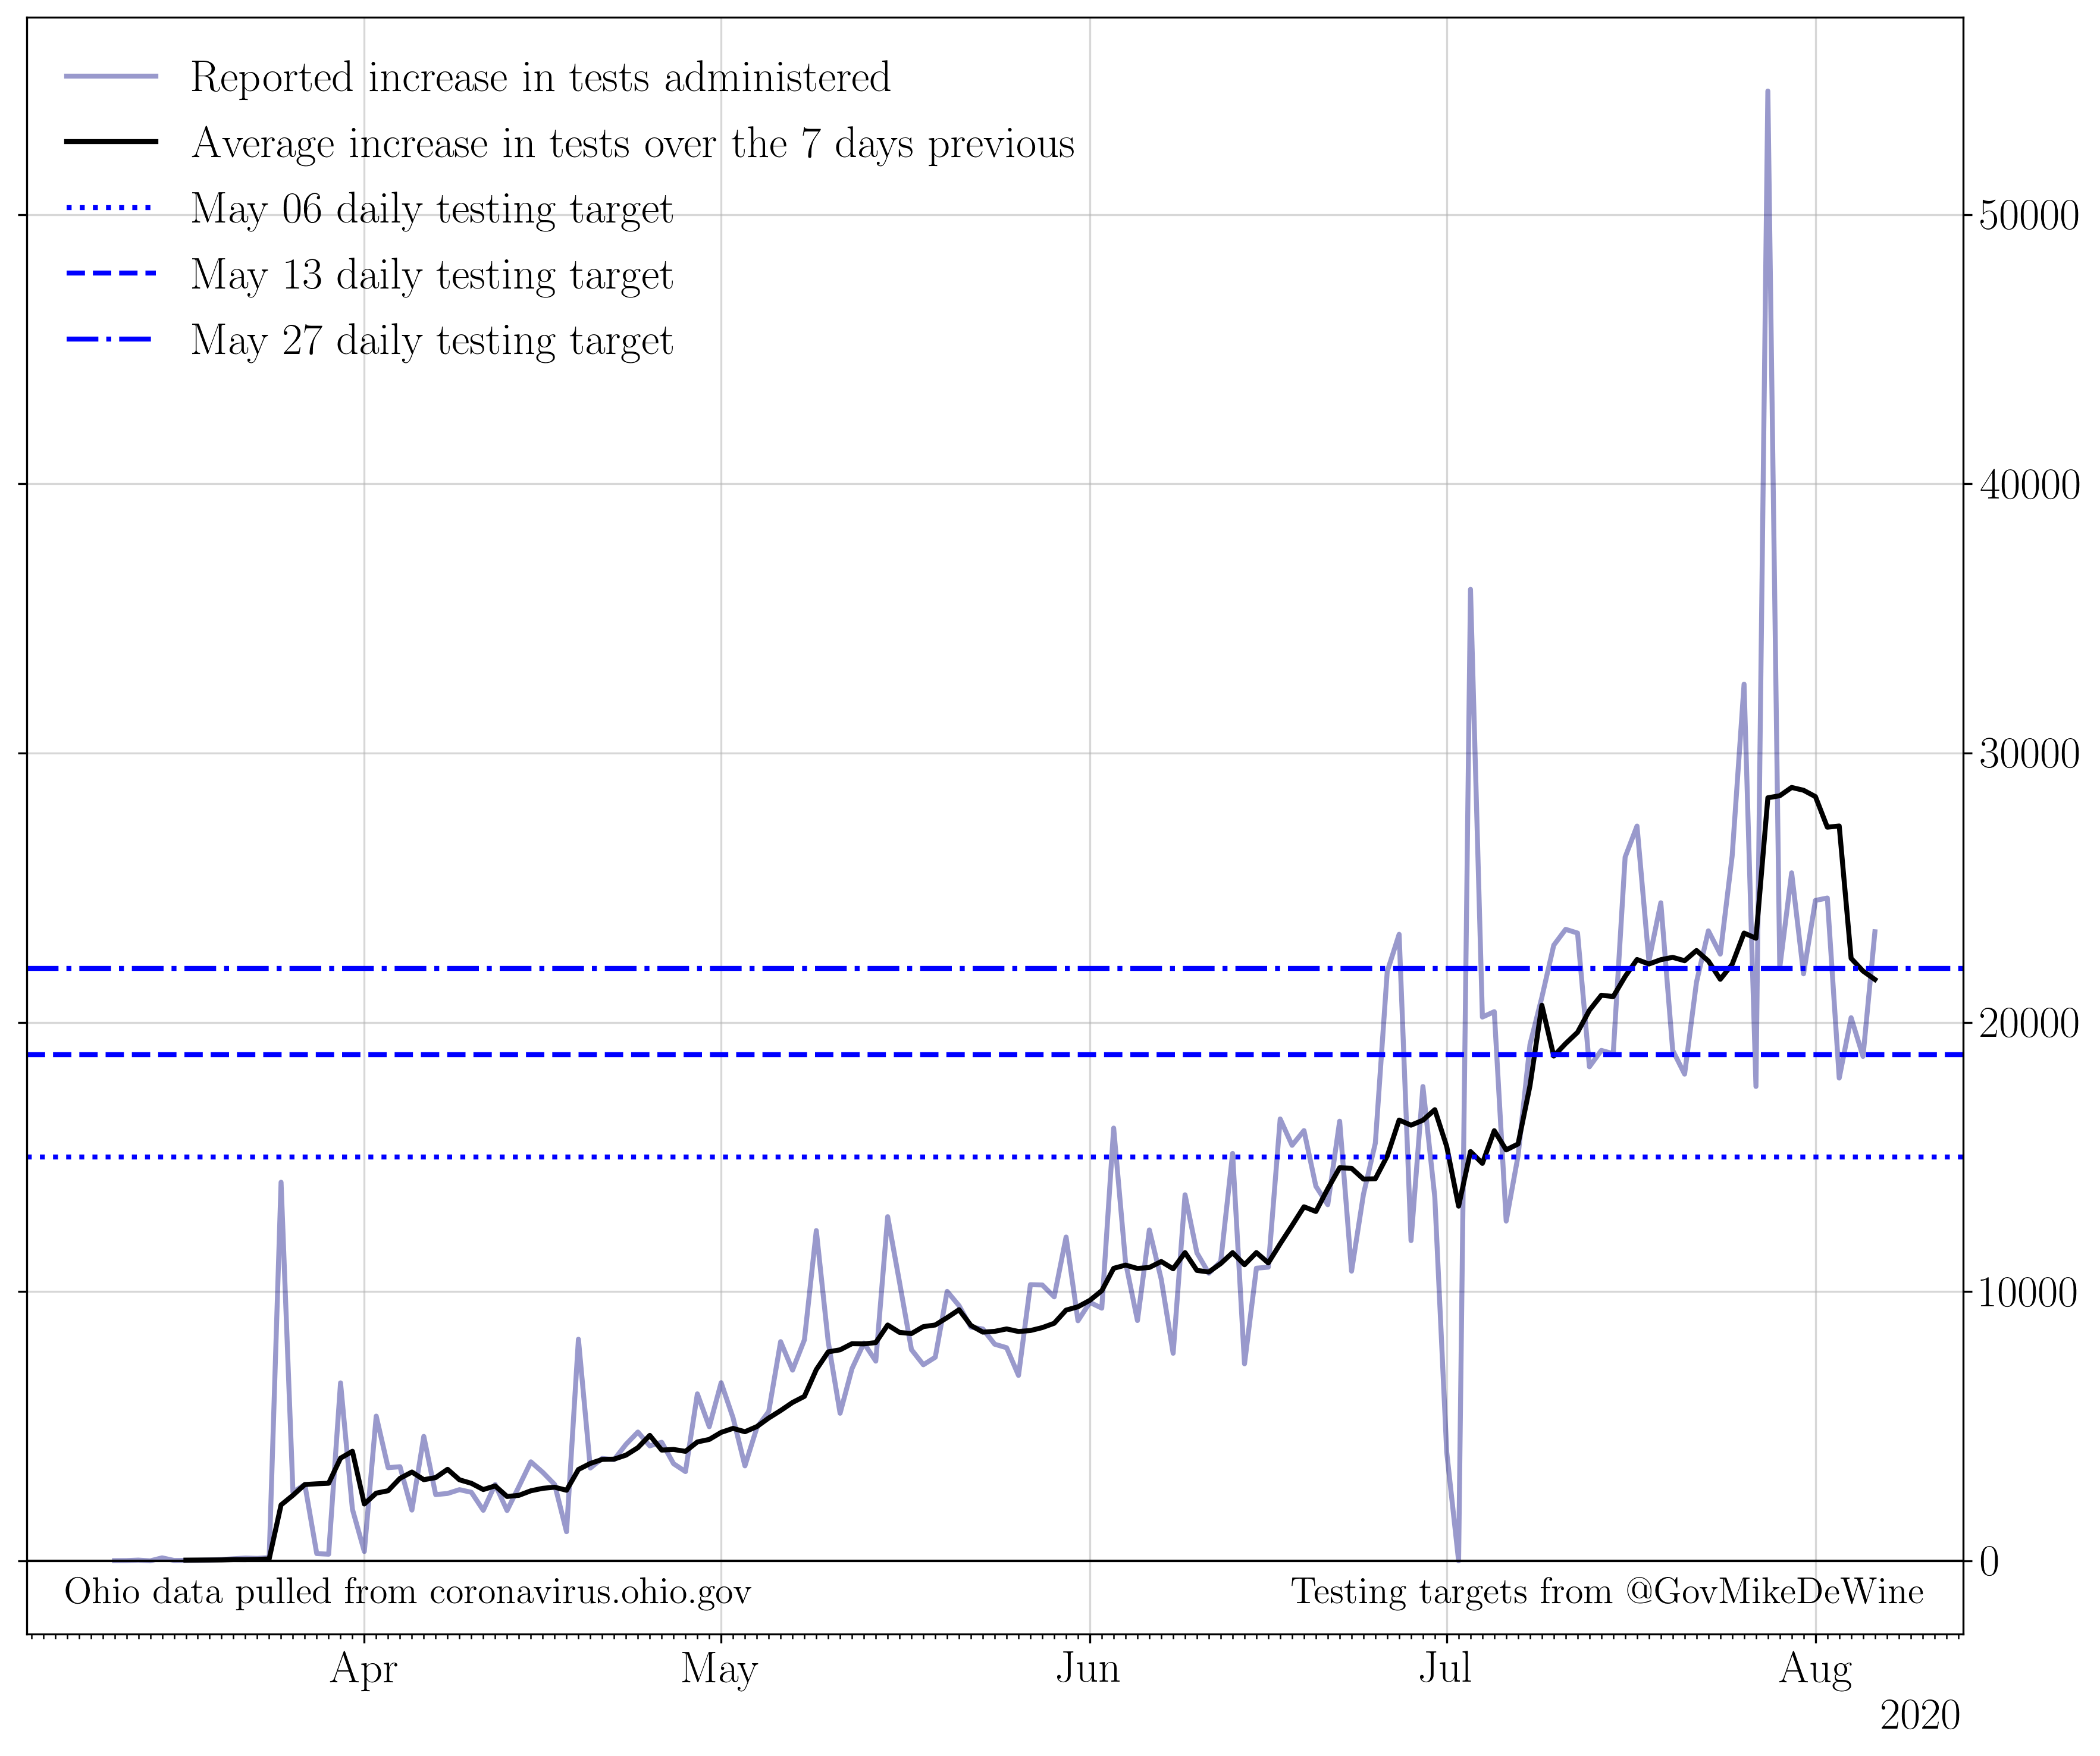 Reported increase in tests administered
Average increase in tests over the 7 days previous
May 06 daily testing target
May 13 daily testing target
May 27 daily testing target
50000
40000
30000
20000
10000
0
Ohio data pulled from coronavirus.ohio.gov
Testing targets from @GovMikeDeWine
Apr May Jun Jul Aug
2020